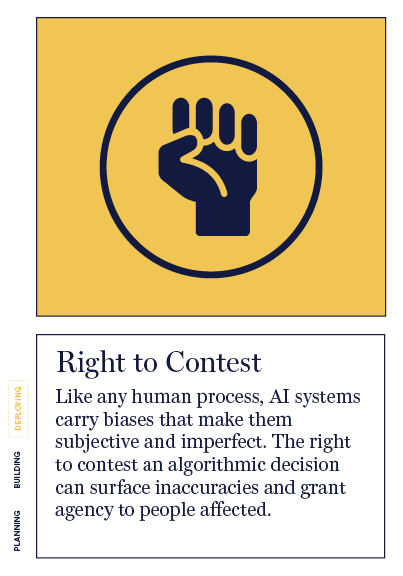 Right to Contest
Like any human process, AI systems
carry biases that make them
subjective and imperfect. The right
to contest an algorithmic decision
can surface inaccuracies and grant
agency to people affected.
DEPLOYING
BUILDING
PLANNING